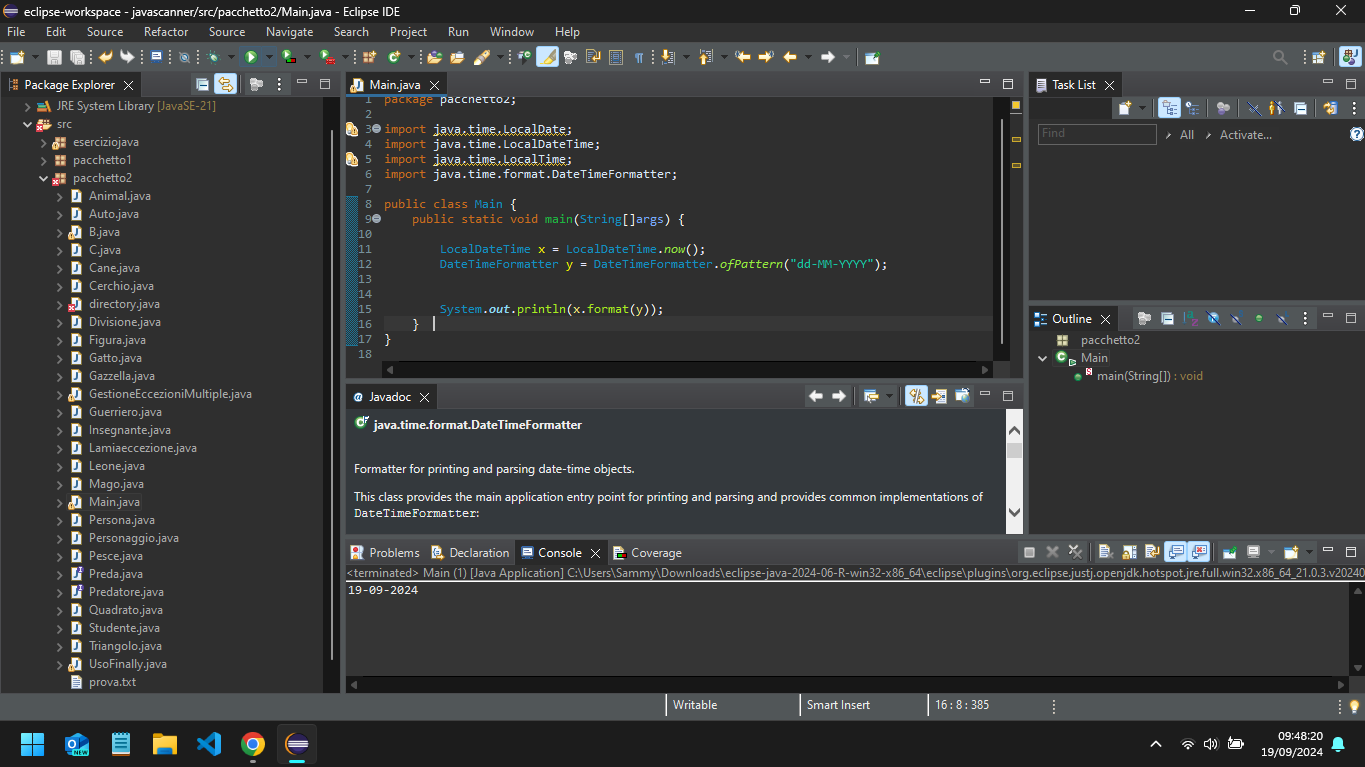 eclipse-workspace - javascanner/src/pacchetto2/Main.java - Eclipse IDE
File Edit Source Refactor Source Navigate Search Project Run Window Help
Package Explorer
JRE System Library [JavaSE-21]
src
eserciziojava
pacchetto1
pacchetto2
Animal.java
Auto.java
B.java
C.java
Cane.java
Cerchio.java
directory.java
Divisione.java
Figura.java
Gatto.java
Gazzella.java
GestioneEccezioniMultiple.java
Guerriero.java
Insegnante.java
Lamiaeccezione.java
Leone.java
Mago.java
Main.java
Persona.java
Personaggio.java
Pesce.java
Preda.java
Predatore.java
Quadrato.java
Studente.java
Triangolo.java
UsoFinally.java
prova.txt
Main.java
1 package pacchetto2;
2
3 import java.time.LocalDate;
4 import java.time.LocalDateTime;
5 import java.time.LocalTime;
6 import java.time.format.DateTimeFormatter;
7
8 public class Main {
9 public static void main(String[]args) {
10
11 LocalDateTime x = LocalDateTime.now();
12 DateTimeFormatter y = DateTimeFormatter.ofPattern("dd-MM-YYYY");
13
14
15 System.out.println(x.format(y));
16 }
17 }
18
Javadoc
java.time.format.DateTimeFormatter
Formatter for printing and parsing date-time objects.
This class provides the main application entry point for printing and parsing and provides common implementations of
DateTimeFormatter:
Task List
Find All Activate...
Outline
pacchetto2
Main
main(String[]) : void
Problems Declaration Console Coverage
<terminated> Main (1) [Java Application] C:\Users\Sammy\Downloads\eclipse-java-2024-06-R-win32-x86_64\eclipse\plugins\org.eclipse.justj.openjdk.hotspot.jre.full.win32.x86_64_21.0.3.v20240
19-09-2024
Writable Smart Insert 16 : 8 : 385
NEW
09:48:20
19/09/2024